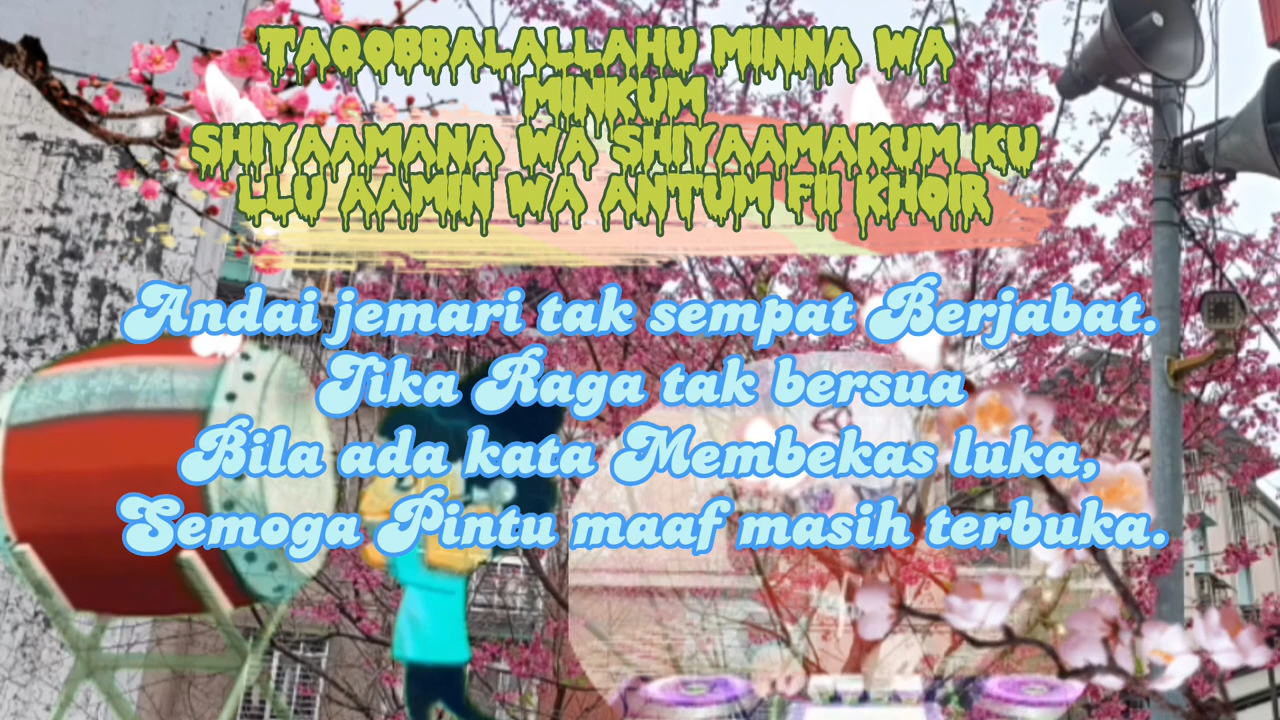 TAQOBBALALLAHU MINNA WA
MINKUM
SHIYAAMANA WA SHIYAAMAKUM KU
LLU AAMIN WA ANTUM FII KHOIR
Andai jemari tak sempat Berjabat.
Jika Raga tak bersua
Bila ada kata Membekas luka,
Semoga Pintu maaf masih terbuka.